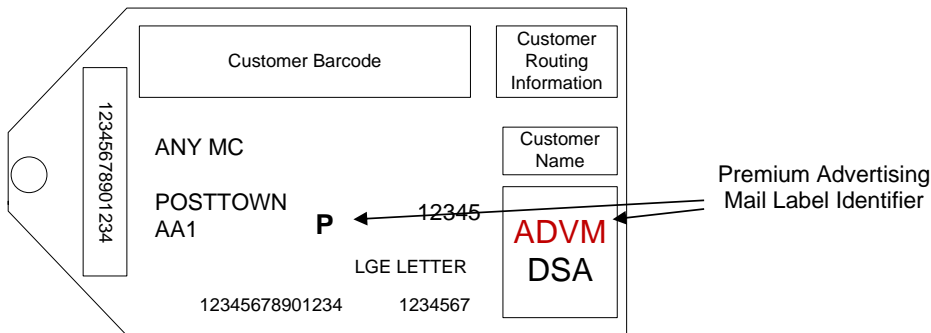 Customer Barcode
Customer
Routing
Information
12345678901234
ANY MC
Customer
Name
POSTTOWN
AA1
P
12345
ADVM
DSA
LGE LETTER
12345678901234
1234567
Premium Advertising
Mail Label Identifier